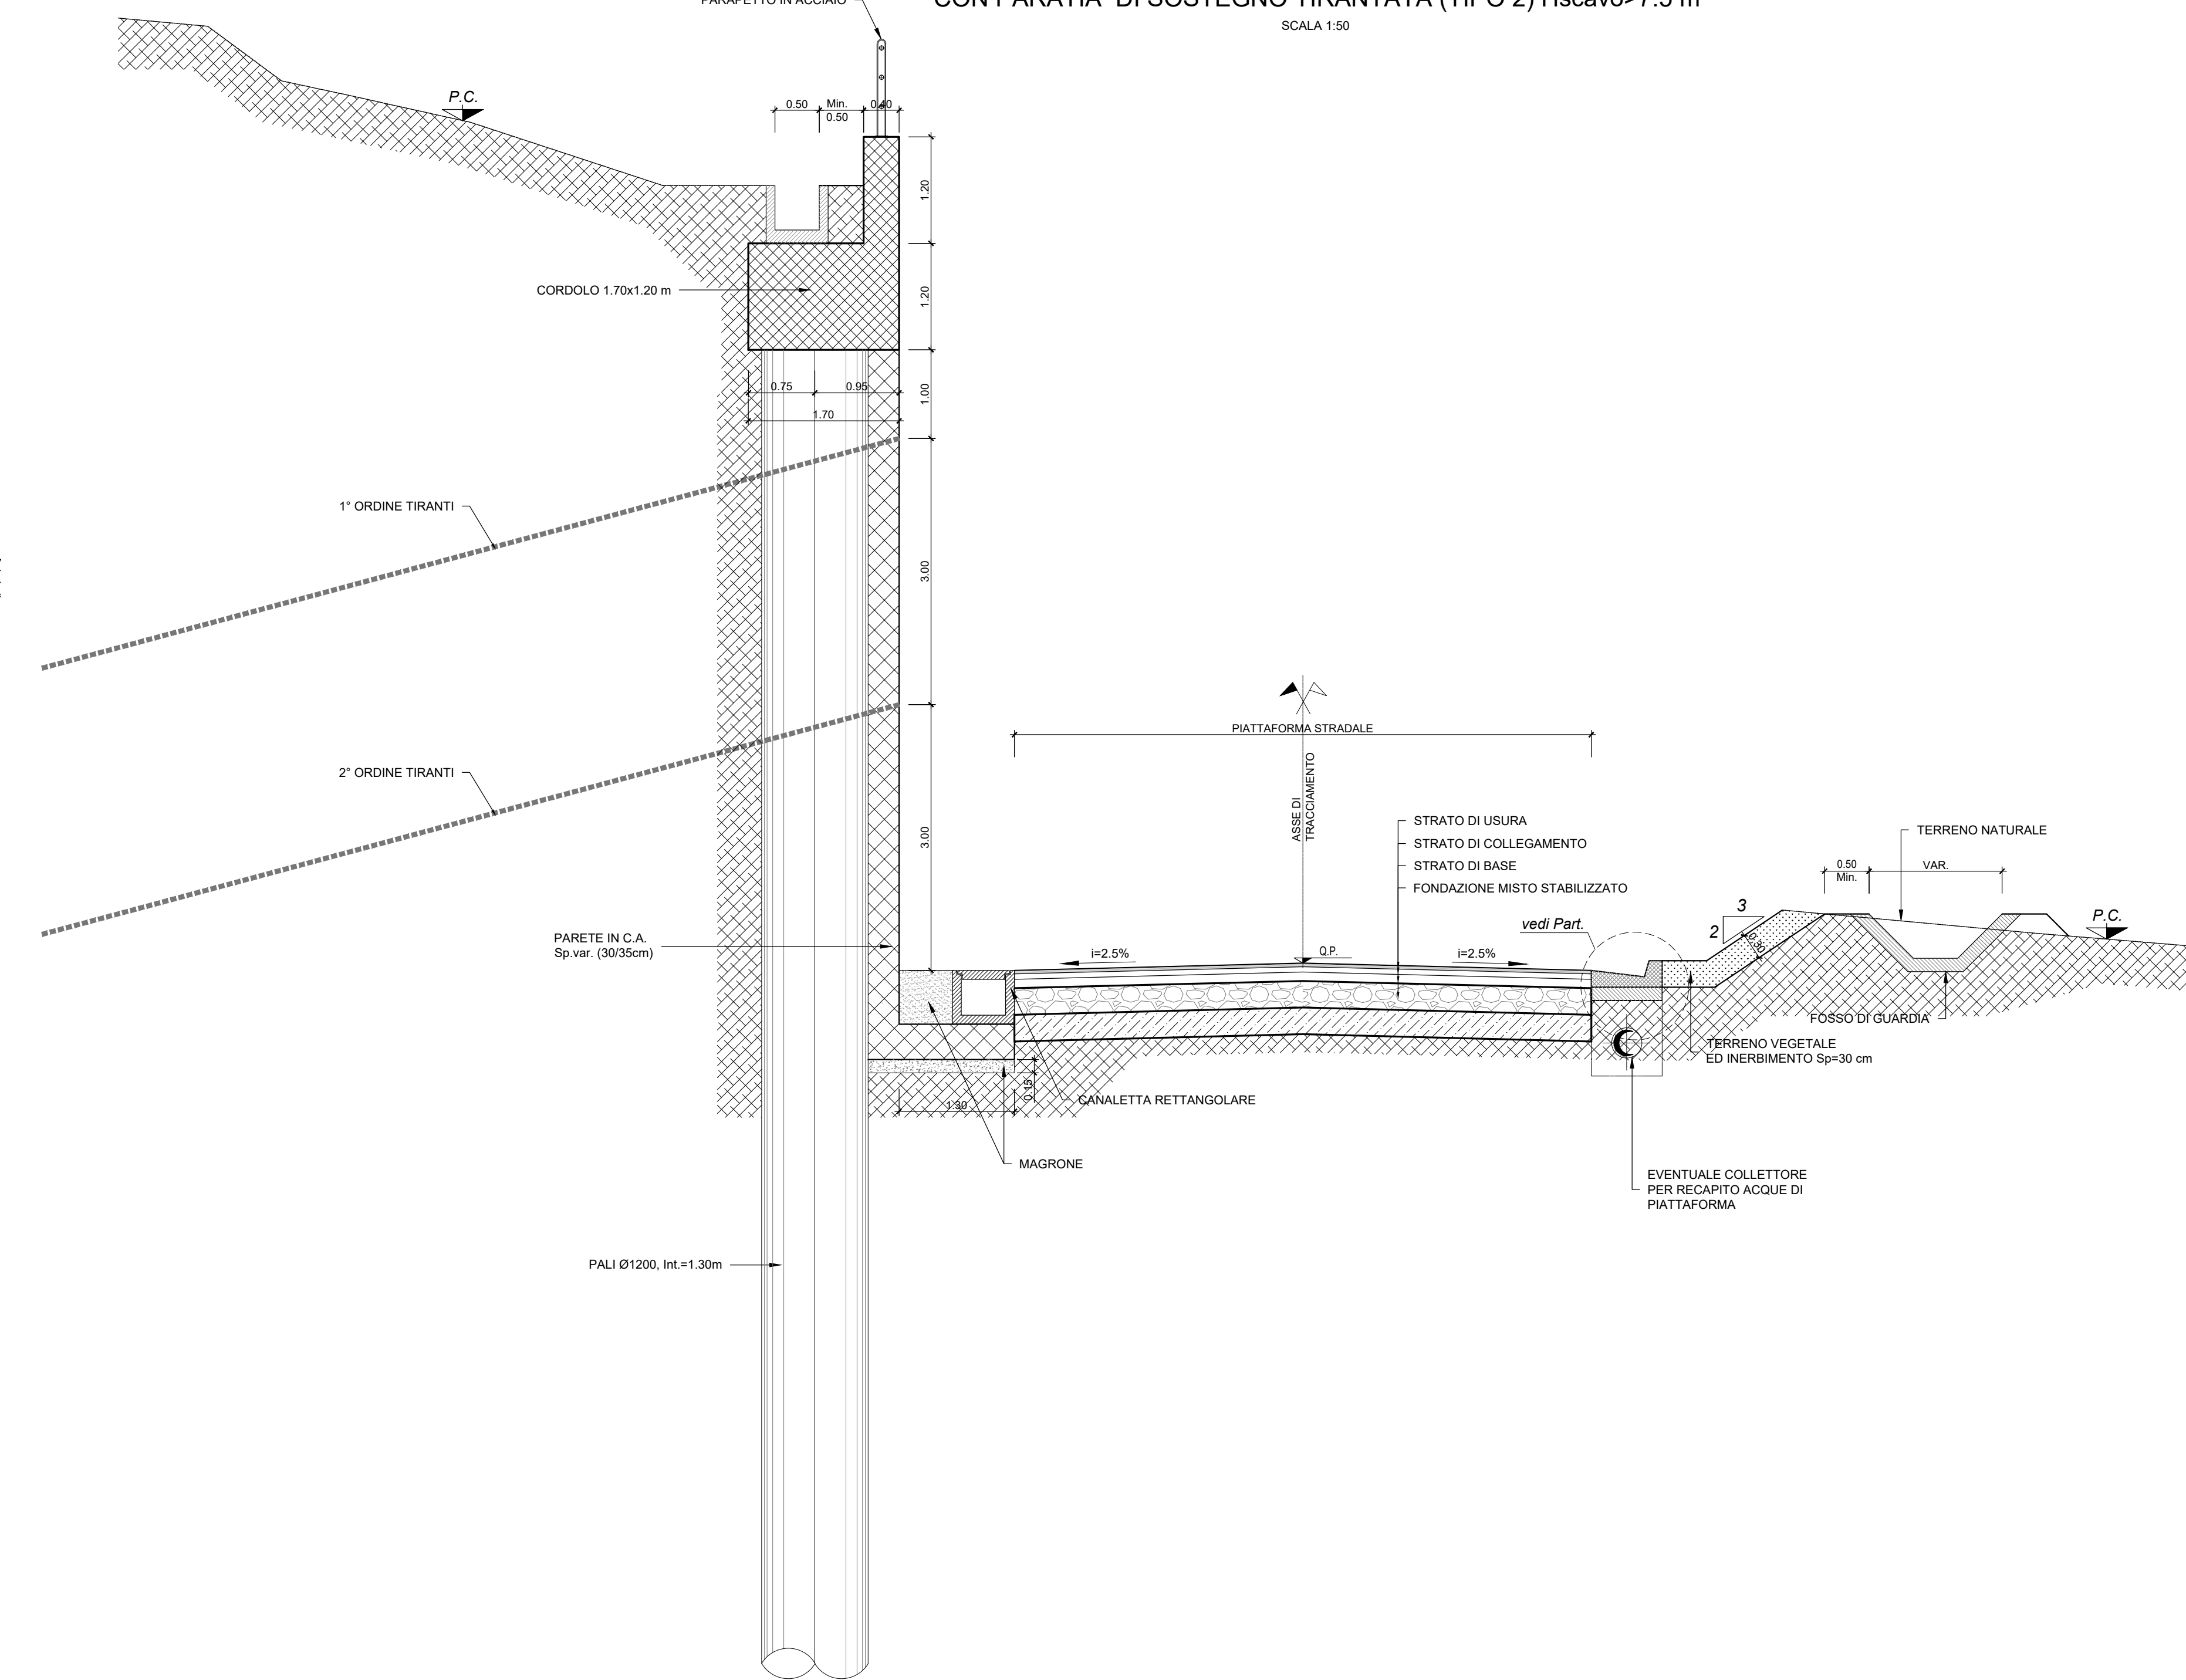 PARAPETTO IN ACCIAIO
CON PARATIA DI SOSTEGNO TIRANTATA (TIPO 2) Hscavo>7.5 m
SCALA 1:50
P.C.
0.50
Min.
0.50
0.40
1.20
CORDOLO 1.70x1.20 m
1.20
0.75
0.95
1.00
1.70
1° ORDINE TIRANTI
3.00
2° ORDINE TIRANTI
3.00
PIATTAFORMA STRADALE
ASSE DI
TRACCIAMENTO
STRATO DI USURA
STRATO DI COLLEGAMENTO
STRATO DI BASE
FONDAZIONE MISTO STABILIZZATO
TERRENO NATURALE
0.50
Min.
VAR.
3
2
0.30
vedi Part.
P.C.
PARETE IN C.A.
Sp.var. (30/35cm)
i=2.5%
Q.P.
i=2.5%
FOSSO DI GUARDIA
TERRENO VEGETALE
ED INERBIMENTO Sp=30 cm
0.15
1.30
CANALETTA RETTANGOLARE
MAGRONE
EVENTUALE COLLETTORE
PER RECAPITO ACQUE DI
PIATTAFORMA
PALI Ø1200, Int.=1.30m